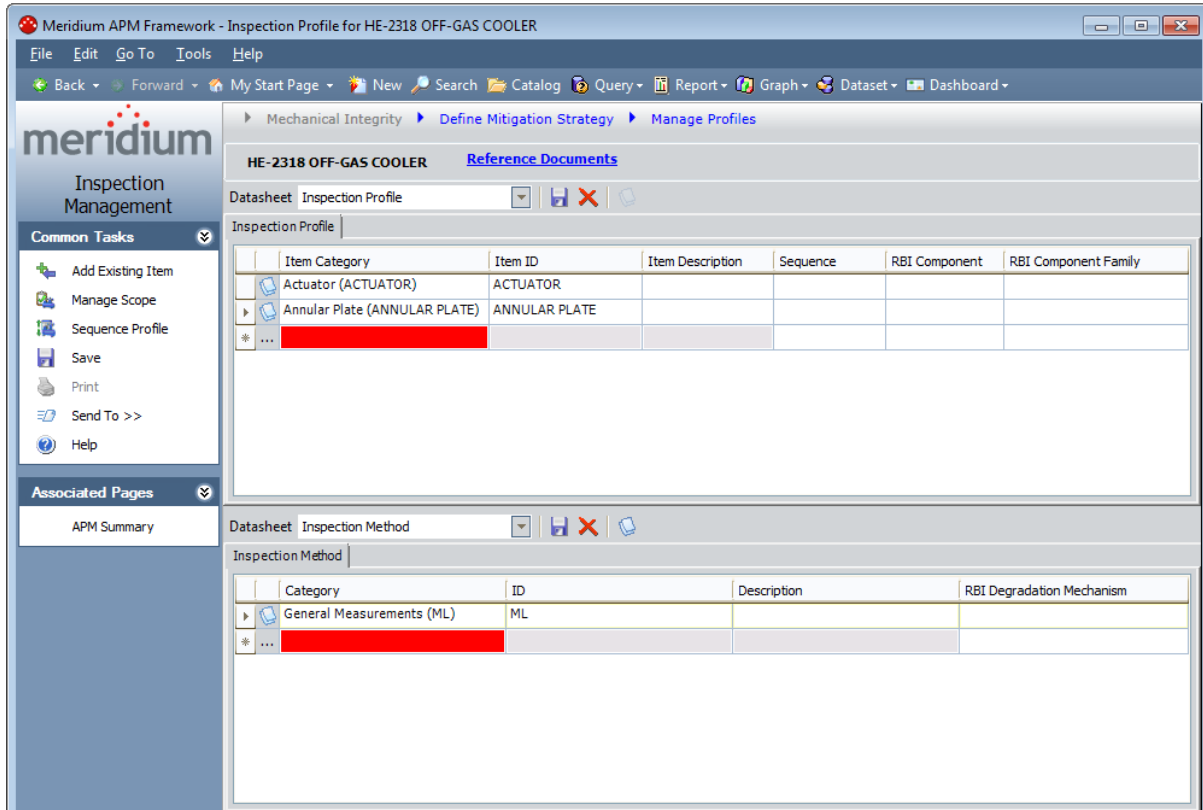 Meridium APM Framework - Inspection Profile for HE-2318 OFF-GAS COOLER
File Edit Go To Tools Help
Back Forward My Start Page New Search Catalog Query Report Graph Dataset Dashboard
meridium
Inspection
Management
Common Tasks
Add Existing Item
Manage Scope
Sequence Profile
Save
Print
Send To >>
Help
Associated Pages
APM Summary
Mechanical Integrity Define Mitigation Strategy Manage Profiles
HE-2318 OFF-GAS COOLER Reference Documents
Datasheet Inspection Profile
Inspection Profile
Item Category Item ID Item Description Sequence RBI Component RBI Component Family
Actuator (ACTUATOR) ACTUATOR
Annular Plate (ANNULAR PLATE) ANNULAR PLATE
* ...
Datasheet Inspection Method
Inspection Method
Category ID Description RBI Degradation Mechanism
General Measurements (ML) ML
* ...